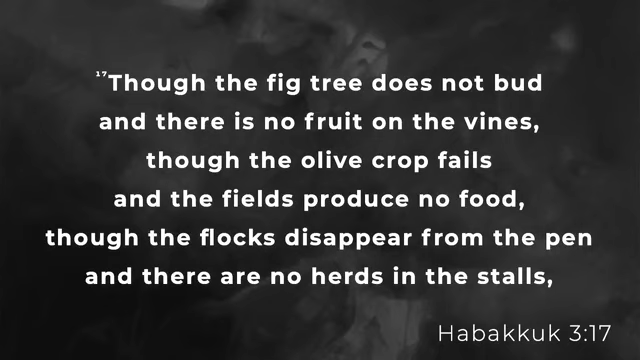 ¹⁷Though the fig tree does not bud
and there is no fruit on the vines,
though the olive crop fails
and the fields produce no food,
though the flocks disappear from the pen
and there are no herds in the stalls,
Habakkuk 3:17